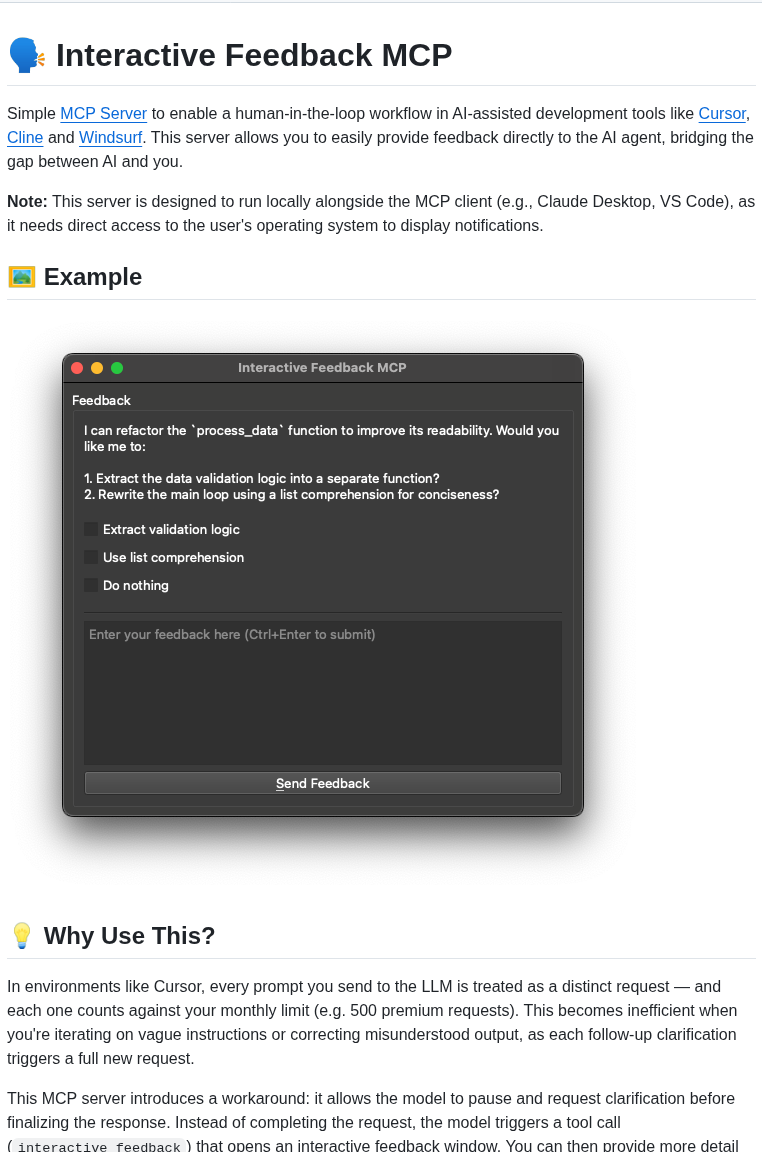 Interactive Feedback MCP
Simple MCP Server to enable a human-in-the-loop workflow in AI-assisted development tools like Cursor,
Cline and Windsurf. This server allows you to easily provide feedback directly to the AI agent, bridging the
gap between AI and you.
Note: This server is designed to run locally alongside the MCP client (e.g., Claude Desktop, VS Code), as
it needs direct access to the user's operating system to display notifications.
Example
Interactive Feedback MCP
Feedback
I can refactor the `process_data` function to improve its readability. Would you
like me to:
1. Extract the data validation logic into a separate function?
2. Rewrite the main loop using a list comprehension for conciseness?
Extract validation logic
Use list comprehension
Do nothing
Enter your feedback here (Ctrl+Enter to submit)
Send Feedback
Why Use This?
In environments like Cursor, every prompt you send to the LLM is treated as a distinct request — and
each one counts against your monthly limit (e.g. 500 premium requests). This becomes inefficient when
you're iterating on vague instructions or correcting misunderstood output, as each follow-up clarification
triggers a full new request.
This MCP server introduces a workaround: it allows the model to pause and request clarification before
finalizing the response. Instead of completing the request, the model triggers a tool call
(interactive_feedback) that opens an interactive feedback window. You can then provide more detail